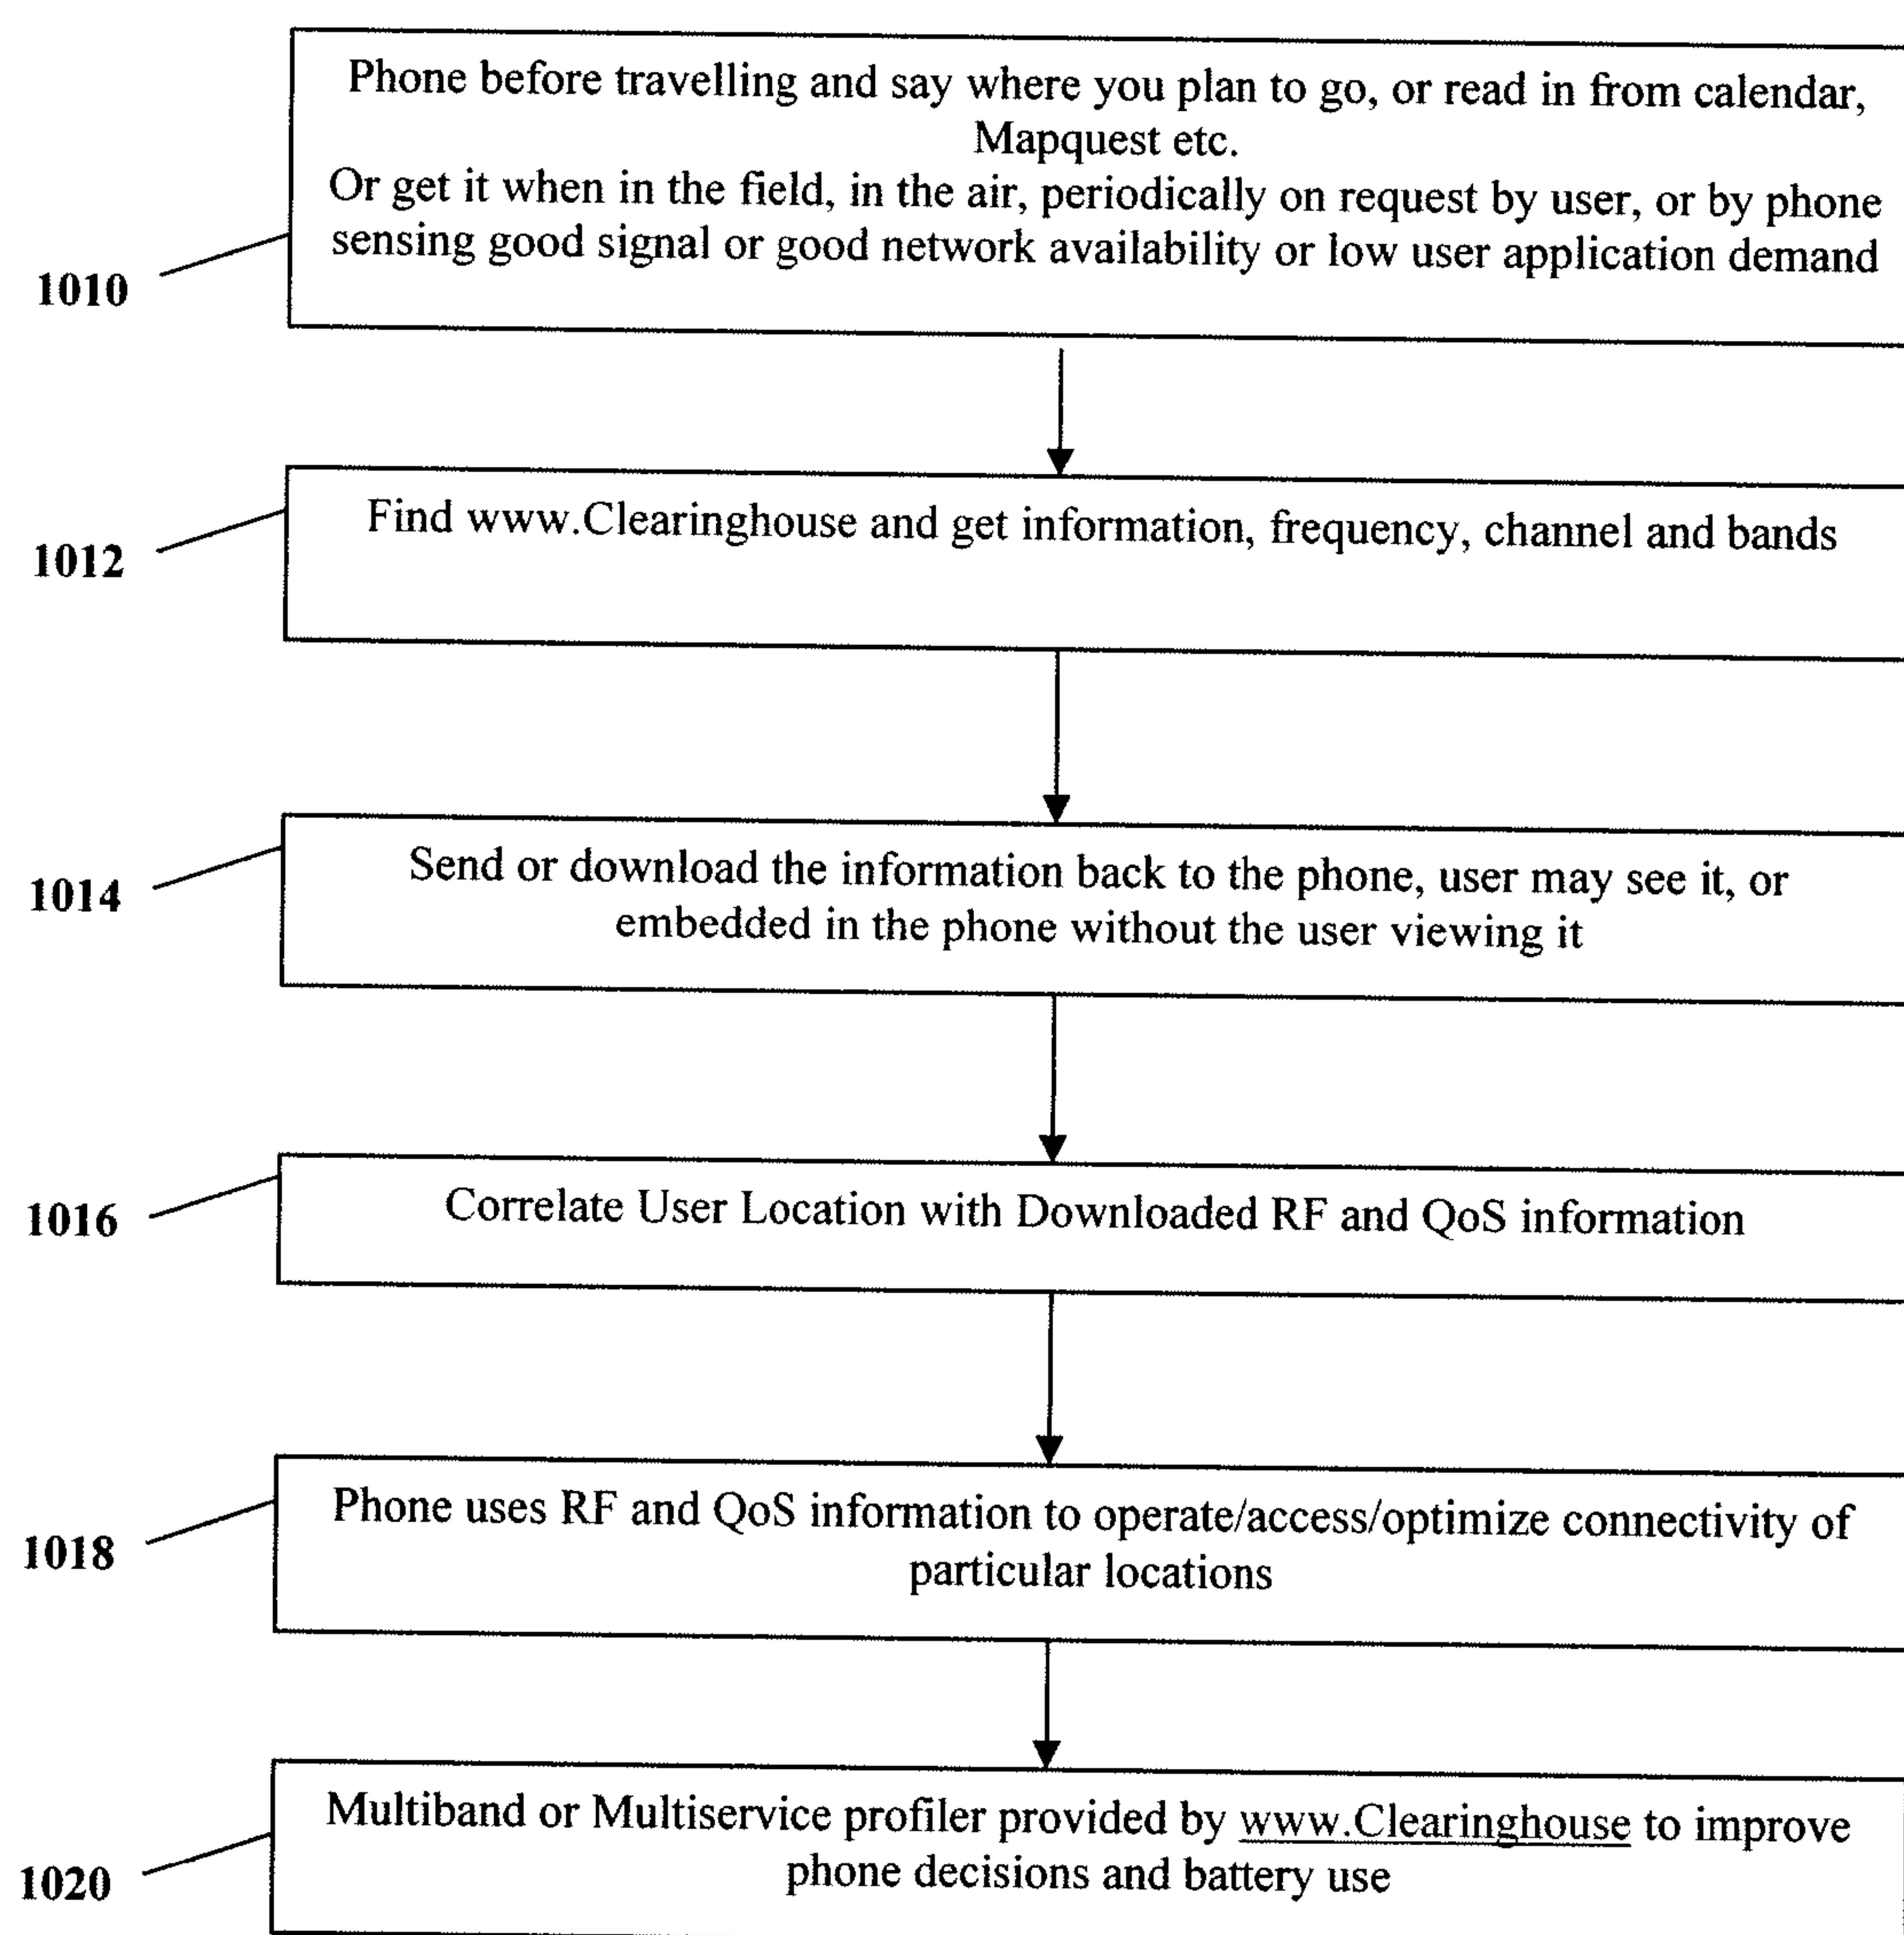 Phone before travelling and say where you plan to go, or read in from calendar,
Mapquest etc.
Or get it when in the field, in the air, periodically on request by user, or by phone
sensing good signal or good network availability or low user application demand
1010
Find www.Clearinghouse and get information, frequency, channel and bands
1012
Send or download the information back to the phone, user may see it, or
embedded in the phone without the user viewing it
1014
Correlate User Location with Downloaded RF and QoS information
1016
Phone uses RF and QoS information to operate/access/optimize connectivity of
particular locations
1018
Multiband or Multiservice profiler provided by www.Clearinghouse to improve
phone decisions and battery use
1020